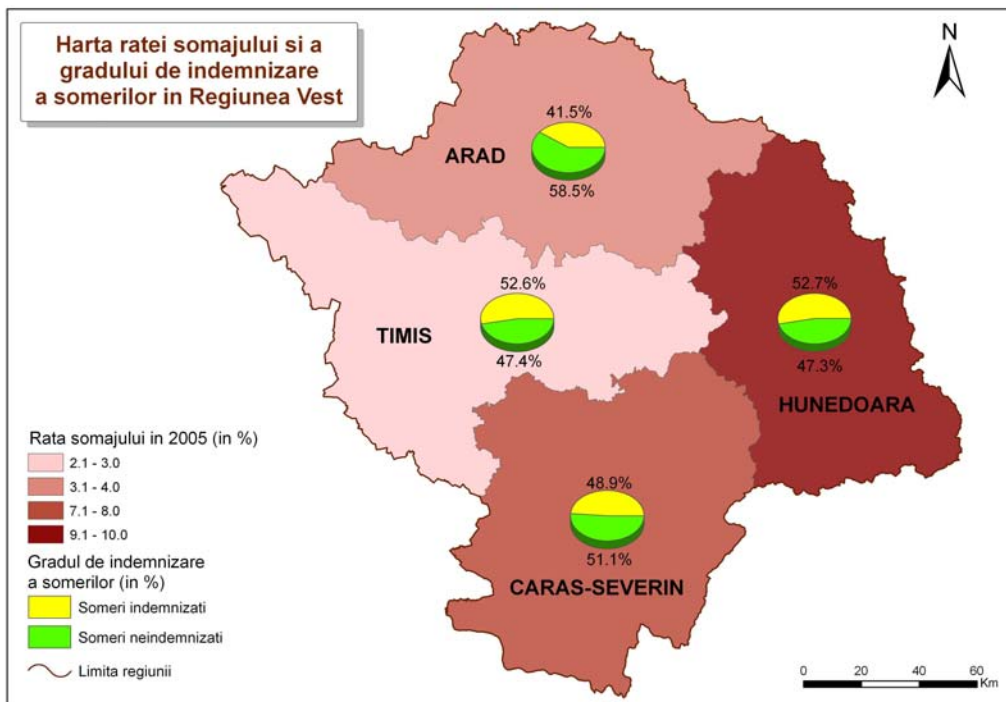 Harta ratei somajului si a
gradului de indemnizare
a somerilor in Regiunea Vest
N
41.5%
ARAD
58.5%
52.6%
TIMIS
47.4%
52.7%
47.3%
HUNEDOARA
48.9%
51.1%
CARAS-SEVERIN
Rata somajului in 2005 (in %)
2.1 - 3.0
3.1 - 4.0
7.1 - 8.0
9.1 - 10.0
Gradul de indemnizare
a somerilor (in %)
Someri indemnizati
Someri neindemnizati
Limita regiunii
0 20 40 60
Km